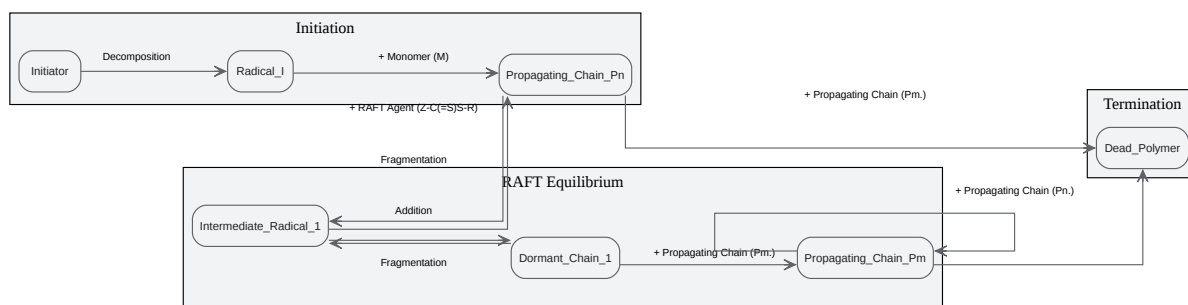 Initiation
Initiator
Decomposition
Radical_I
+ Monomer (M)
Propagating_Chain_Pn
+ RAFT Agent (Z-C(=S)S-R)
+ Propagating Chain (Pm.)
Termination
Dead_Polymer
Fragmentation
RAFT Equilibrium
+ Propagating Chain (Pn.)
Intermediate_Radical_1
Addition
Fragmentation
Dormant_Chain_1
+ Propagating Chain (Pm.)
Propagating_Chain_Pm